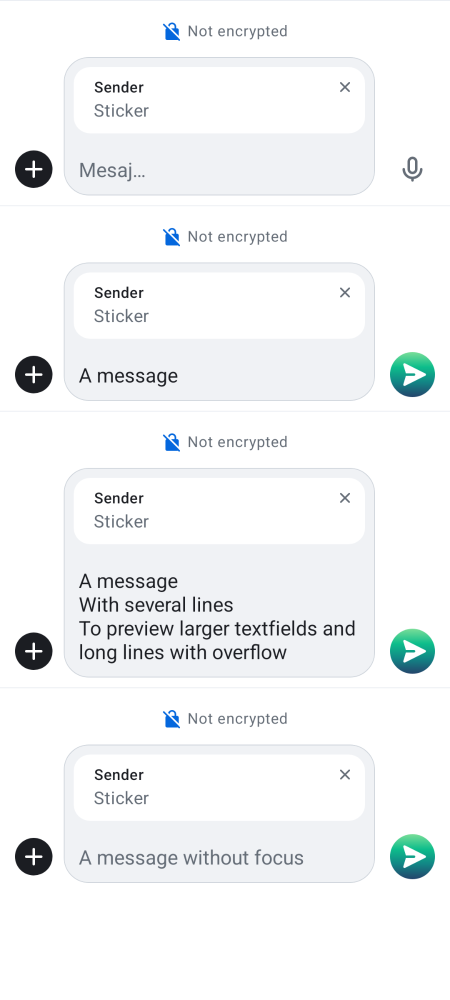 Not encrypted
Sender
Sticker
Mesaj…
Not encrypted
Sender
Sticker
A message
Not encrypted
Sender
Sticker
A message
With several lines
To preview larger textfields and
long lines with overflow
Not encrypted
Sender
Sticker
A message without focus